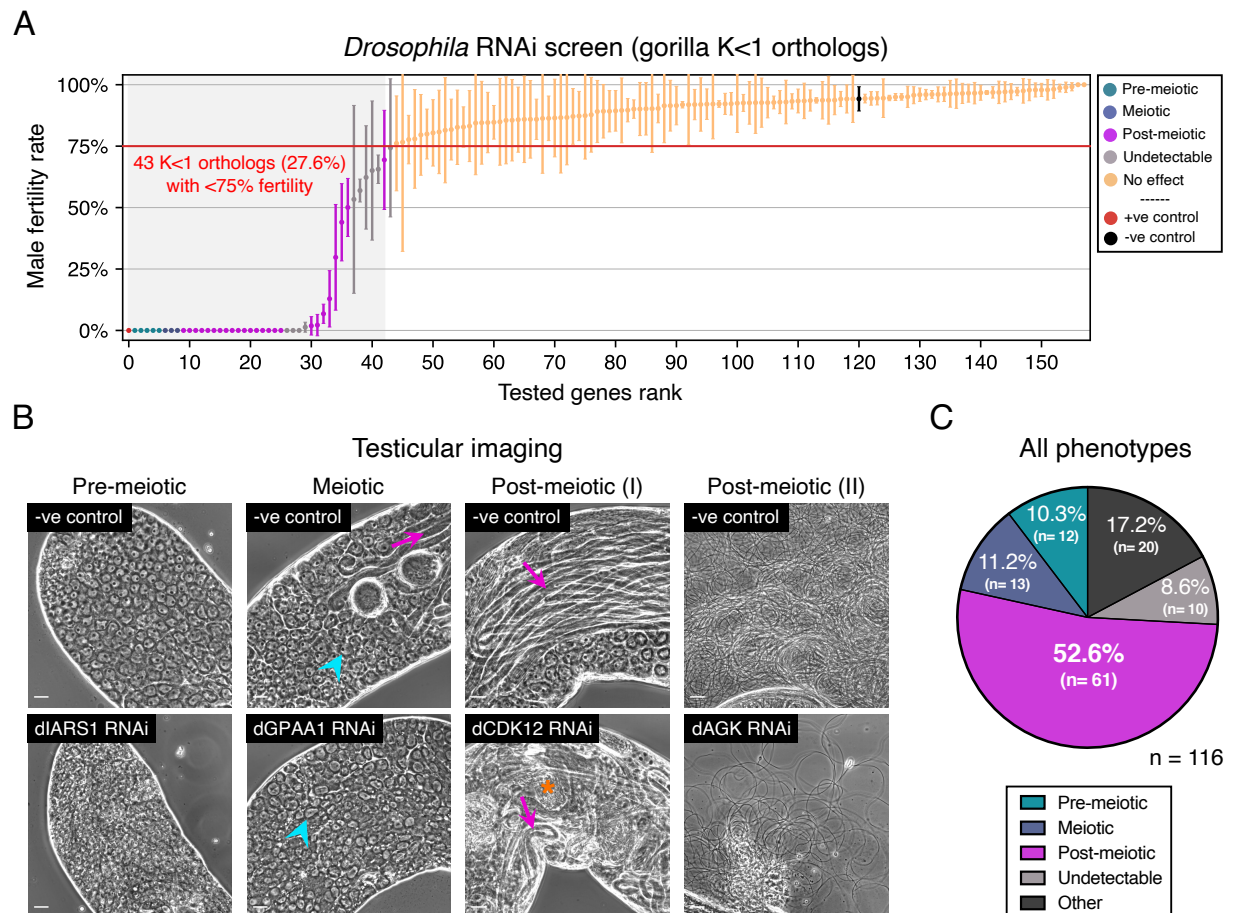 A
Drosophila RNAi screen (gorilla K<1 orthologs)
Male fertility rate
100%
75%
50%
25%
0%
43 K<1 orthologs (27.6%)
with <75% fertility
0 10 20 30 40 50 60 70 80 90 100 110 120 130 140 150
Tested genes rank
Pre-meiotic
Meiotic
Post-meiotic
Undetectable
No effect
------
+ve control
-ve control
B
Testicular imaging
Pre-meiotic Meiotic Post-meiotic (I) Post-meiotic (II)
-ve control -ve control -ve control -ve control
dIARS1 RNAi dGPAA1 RNAi dCDK12 RNAi dAGK RNAi
C
All phenotypes
10.3%
(n= 12)
17.2%
(n= 20)
11.2%
(n= 13)
8.6%
(n= 10)
52.6%
(n= 61)
n = 116
Pre-meiotic
Meiotic
Post-meiotic
Undetectable
Other